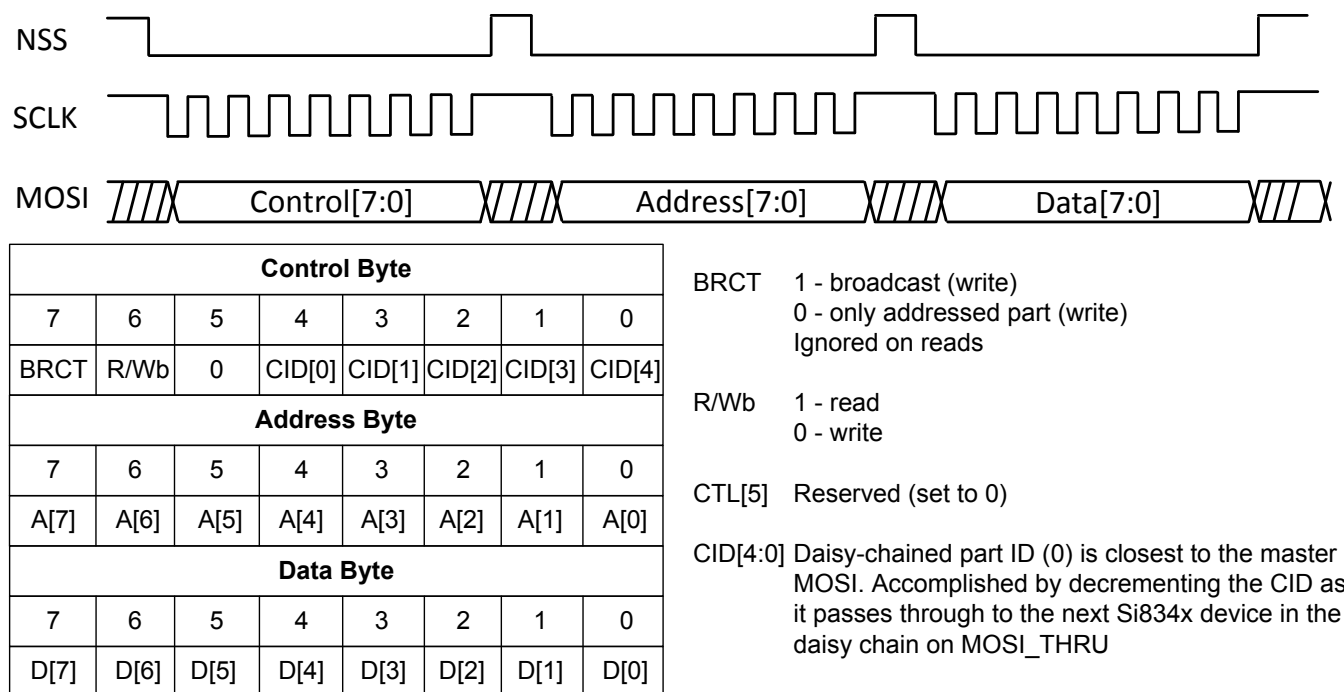 NSS
SCLK
MOSI Control[7:0] Address[7:0] Data[7:0]
Control Byte
7 6 5 4 3 2 1 0
BRCT R/Wb 0 CID[0] CID[1] CID[2] CID[3] CID[4]
Address Byte
7 6 5 4 3 2 1 0
A[7] A[6] A[5] A[4] A[3] A[2] A[1] A[0]
Data Byte
7 6 5 4 3 2 1 0
D[7] D[6] D[5] D[4] D[3] D[2] D[1] D[0]
BRCT 1 - broadcast (write)
0 - only addressed part (write)
Ignored on reads
R/Wb 1 - read
0 - write
CTL[5] Reserved (set to 0)
CID[4:0] Daisy-chained part ID (0) is closest to the master
MOSI. Accomplished by decrementing the CID as
it passes through to the next Si834x device in the
daisy chain on MOSI_THRU